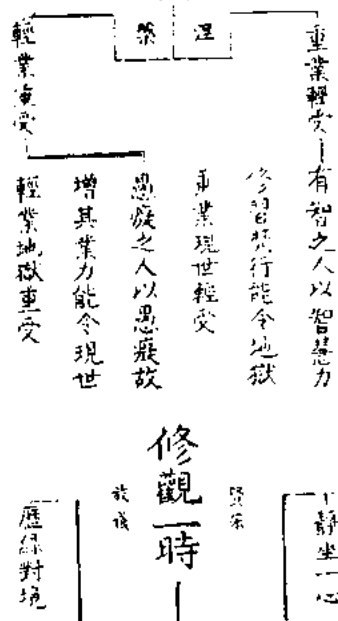 涅槃
重業輕受
有智之人以智慧力
修習梵行能令地獄
重業現世輕受
輕業重受
愚癡之人以愚癡故
增其業力能令現世
輕業地獄重受
修觀一時
靜坐一心
歷緣對境